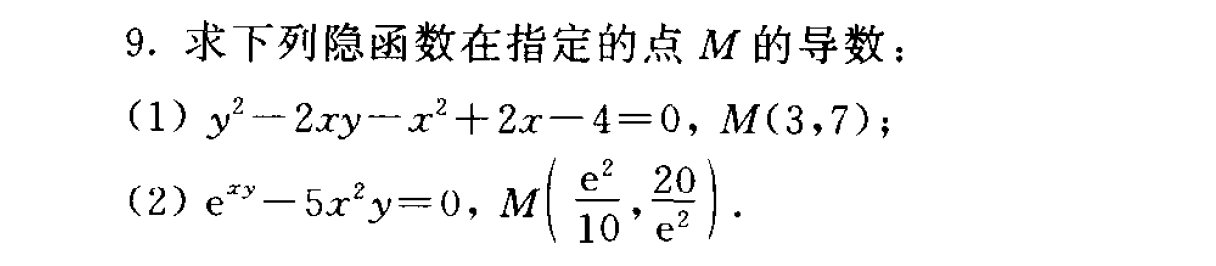 9. 求下列隐函数在指定的点 M 的导数：
(1) y²－2xy－x²＋2x－4＝0, M(3,7);
(2) e^{xy}－5x²y＝0, M(e²/10, 20/e²).